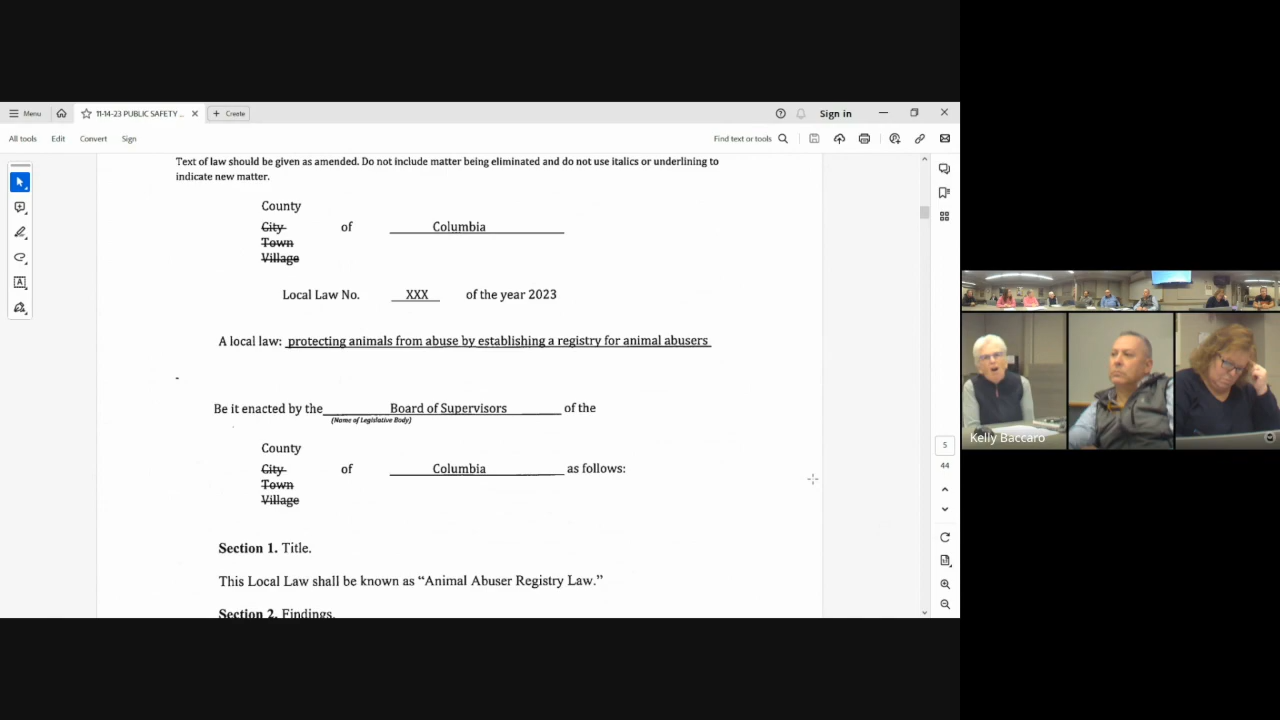 Menu
11-14-23 PUBLIC SAFETY ...
Create
Sign in
All tools Edit Convert Sign
Find text or tools
Text of law should be given as amended. Do not include matter being eliminated and do not use italics or underlining to
indicate new matter.
County
City of Columbia
Town
Village
Local Law No. XXX of the year 2023
A local law: protecting animals from abuse by establishing a registry for animal abusers
Be it enacted by the Board of Supervisors of the
(Name of Legislative Body)
County
City of Columbia as follows:
Town
Village
Section 1. Title.
This Local Law shall be known as “Animal Abuser Registry Law.”
Section 2. Findings.
5
44
Kelly Baccaro